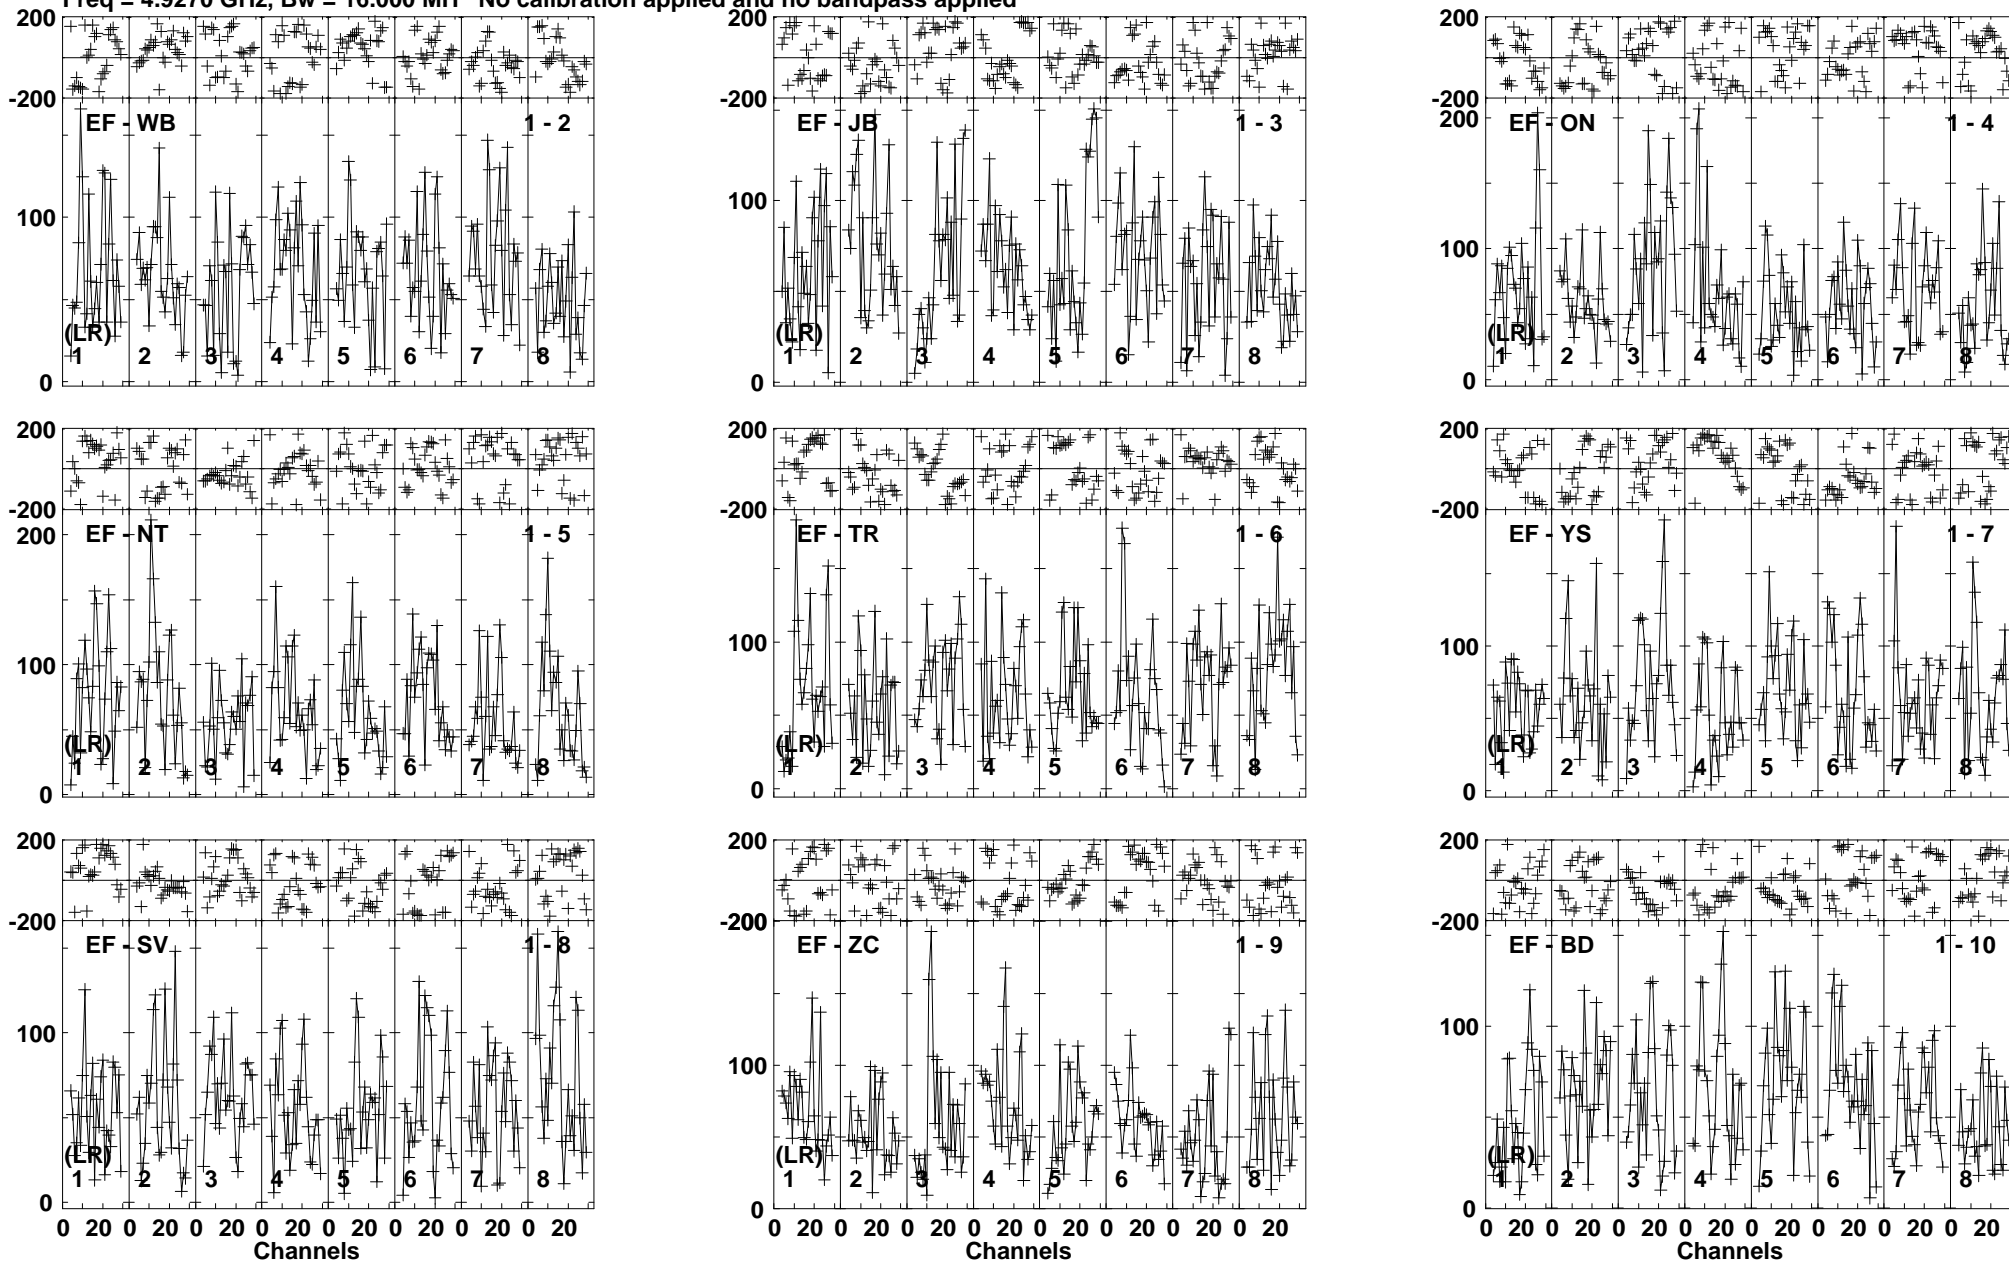 Freq = 4.9270 GHz, Bw = 16.000 MH No calibration applied and no bandpass applied
200 200 200
-200 -200 -200
EF - WB 1 - 2 EF - JB 1 - 3 EF - ON 1 - 4
200
100 100 100
(LR) (LR) (LR)
1 2 3 4 5 6 7 8 1 2 3 4 5 6 7 8 1 2 3 4 5 6 7 8
0 0 0
200 200 200
-200 -200 -200
EF - NT 1 - 5 EF - TR 1 - 6 EF - YS 1 - 7
200
100 100 100
(LR) (LR) (LR)
1 2 3 4 5 6 7 8 1 2 3 4 5 6 7 8 1 2 3 4 5 6 7 8
0 0 0
200 200 200
-200 -200 -200
EF - SV 1 - 8 EF - ZC 1 - 9 EF - BD 1 - 10
100 100 100
(LR) (LR) (LR)
1 2 3 4 5 6 7 8 1 2 3 4 5 6 7 8 1 2 3 4 5 6 7 8
0 0 0
0 20 0 20 0 20 0 20 0 20 0 20 0 20 0 20 0 20 0 20 0 20 0 20 0 20 0 20 0 20 0 20 0 20 0 20 0 20 0 20 0 20 0 20 0 20 0 20
Channels Channels Channels